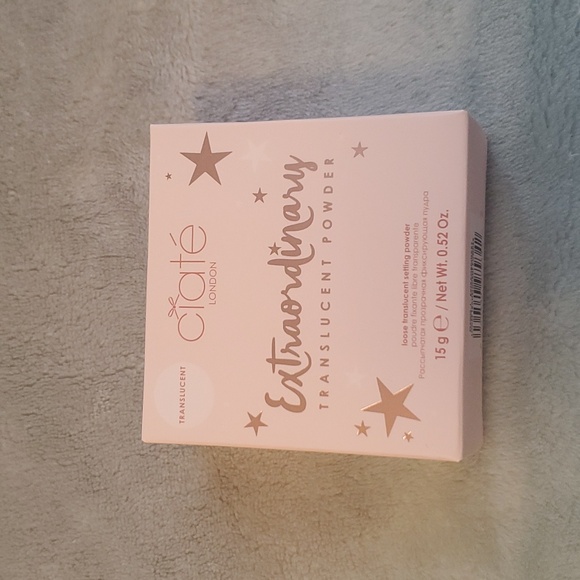 TRANSLUCENT
ciaté
LONDON
Extraordinary
TRANSLUCENT POWDER
loose translucent setting powder
poudre fixante libre transparente
Рассыпчатая прозрачная фиксирующая пудра
15 g ℮ / Net Wt. 0.52 Oz.